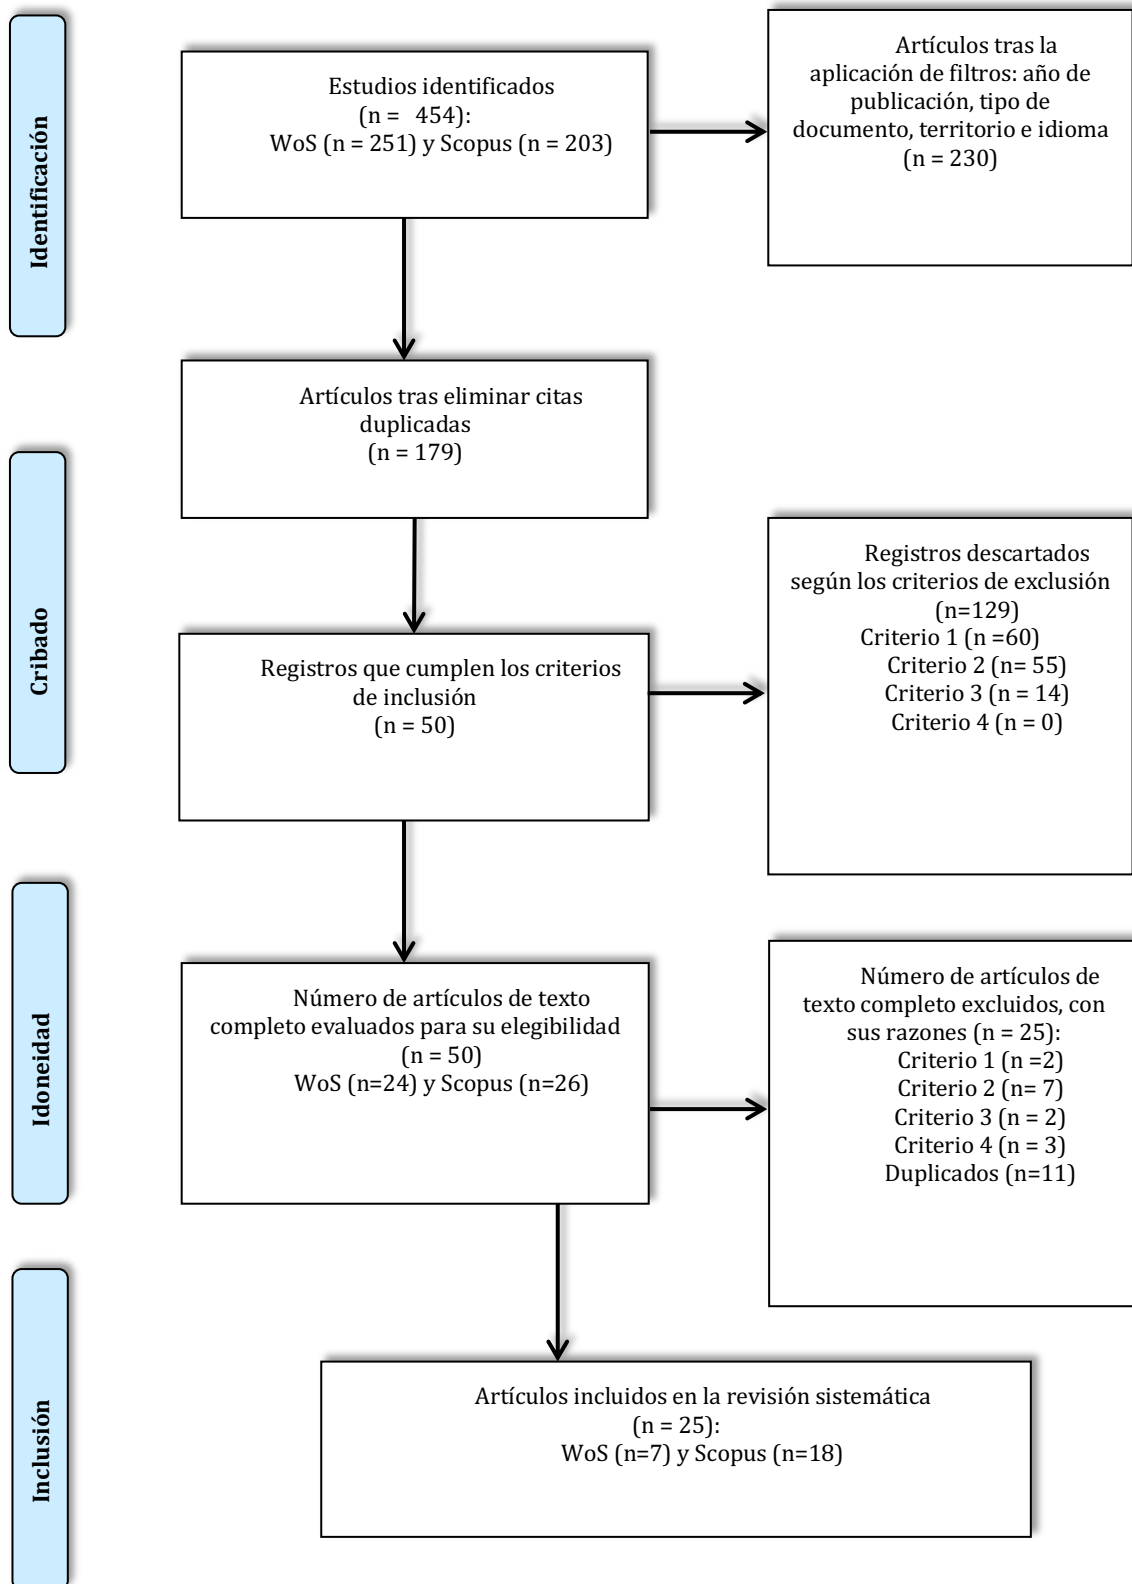 Identificación
Estudios identificados
(n = 454):
WoS (n = 251) y Scopus (n = 203)
Artículos tras la
aplicación de filtros: año de
publicación, tipo de
documento, territorio e idioma
(n = 230)
Artículos tras eliminar citas
duplicadas
(n = 179)
Cribado
Registros que cumplen los criterios
de inclusión
(n = 50)
Registros descartados
según los criterios de exclusión
(n=129)
Criterio 1 (n =60)
Criterio 2 (n= 55)
Criterio 3 (n = 14)
Criterio 4 (n = 0)
Idoneidad
Número de artículos de texto
completo evaluados para su elegibilidad
(n = 50)
WoS (n=24) y Scopus (n=26)
Número de artículos de
texto completo excluidos, con
sus razones (n = 25):
Criterio 1 (n =2)
Criterio 2 (n= 7)
Criterio 3 (n = 2)
Criterio 4 (n = 3)
Duplicados (n=11)
Inclusión
Artículos incluidos en la revisión sistemática
(n = 25):
WoS (n=7) y Scopus (n=18)